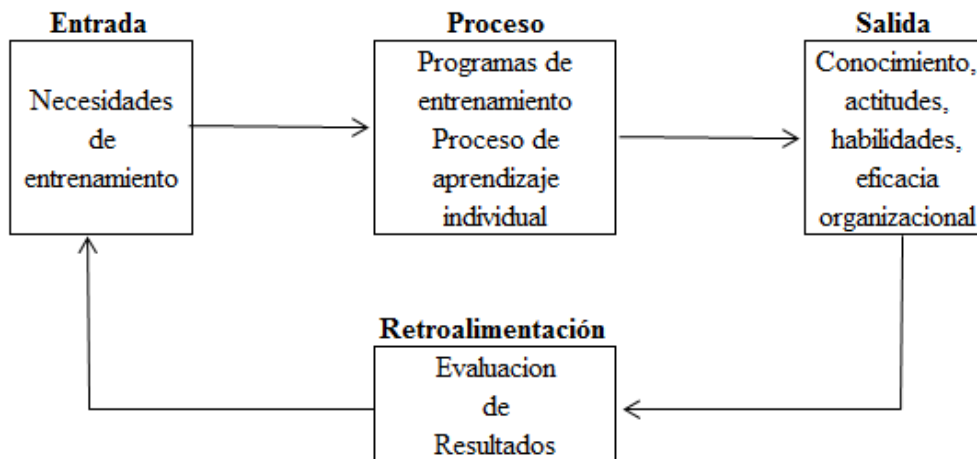 Entrada
Necesidades
de
entrenamiento
Proceso
Programas de
entrenamiento
Proceso de
aprendizaje
individual
Salida
Conocimiento,
actitudes,
habilidades,
eficacia
organizacional
Retroalimentación
Evaluacion
de
Resultados